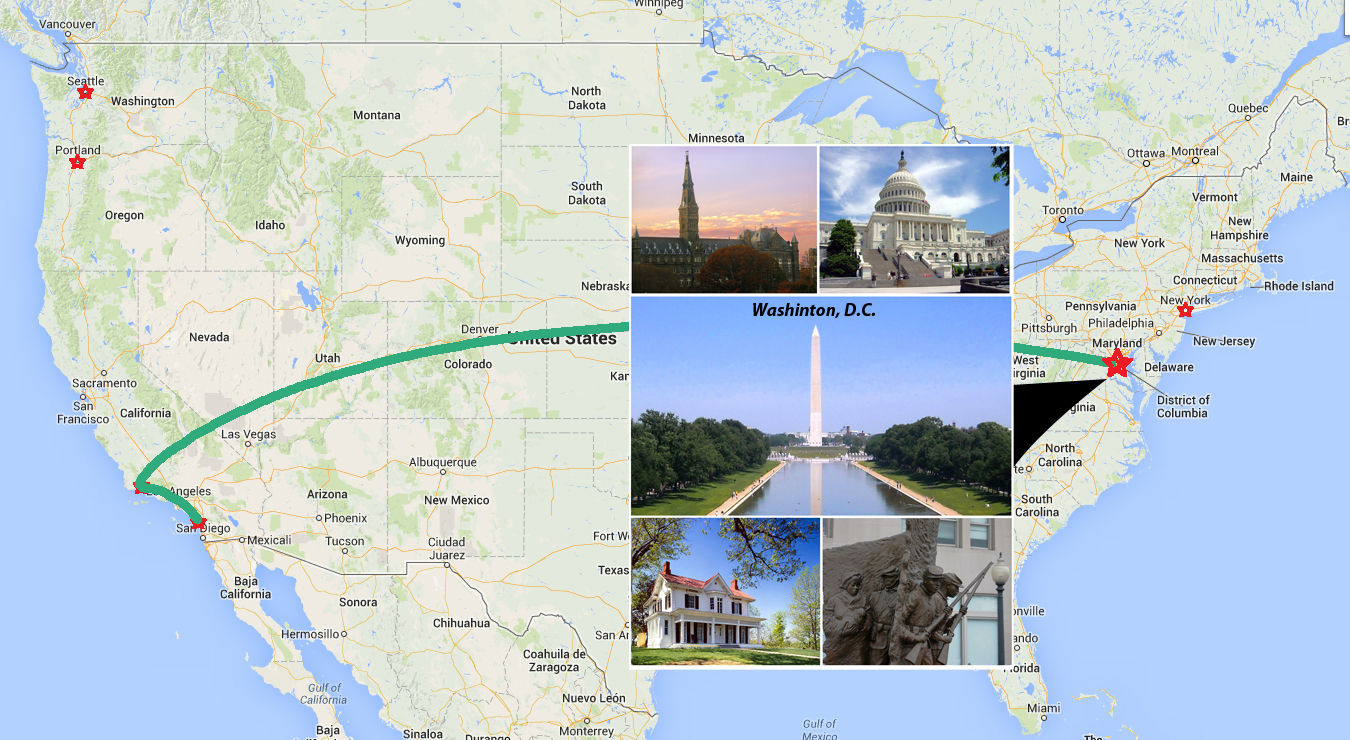 Winnipeg
Vancouver
Seattle
Washington
Montana
North
Dakota
Minnesota
Quebec
Ottawa
Montreal
Maine
Portland
Oregon
Idaho
South
Dakota
Wyoming
Toronto
Vermont
New
Hampshire
New York
Massachusetts
Connecticut
Rhode Island
Nebraska
New York
Pennsylvania
Philadelphia
Pittsburgh
New Jersey
Maryland
Delaware
West
District of
Columbia
Washinton, D.C.
Nevada
Denver
United States
Utah
Colorado
Kan
Sacramento
San
Francisco
California
Las Vegas
Albuquerque
North
Carolina
Los Angeles
Arizona
New Mexico
South
Carolina
Phoenix
San Diego
Mexicali
Tucson
Ciudad
Juarez
Fort W
Texas
Baja
California
Sonora
Chihuahua
Hermosillo
San An
Coahuila de
Zaragoza
Florida
Gulf of
California
Nuevo León
Miami
Gulf of
Mexico
Baja
Sinaloa
Durango
Monterrey
The